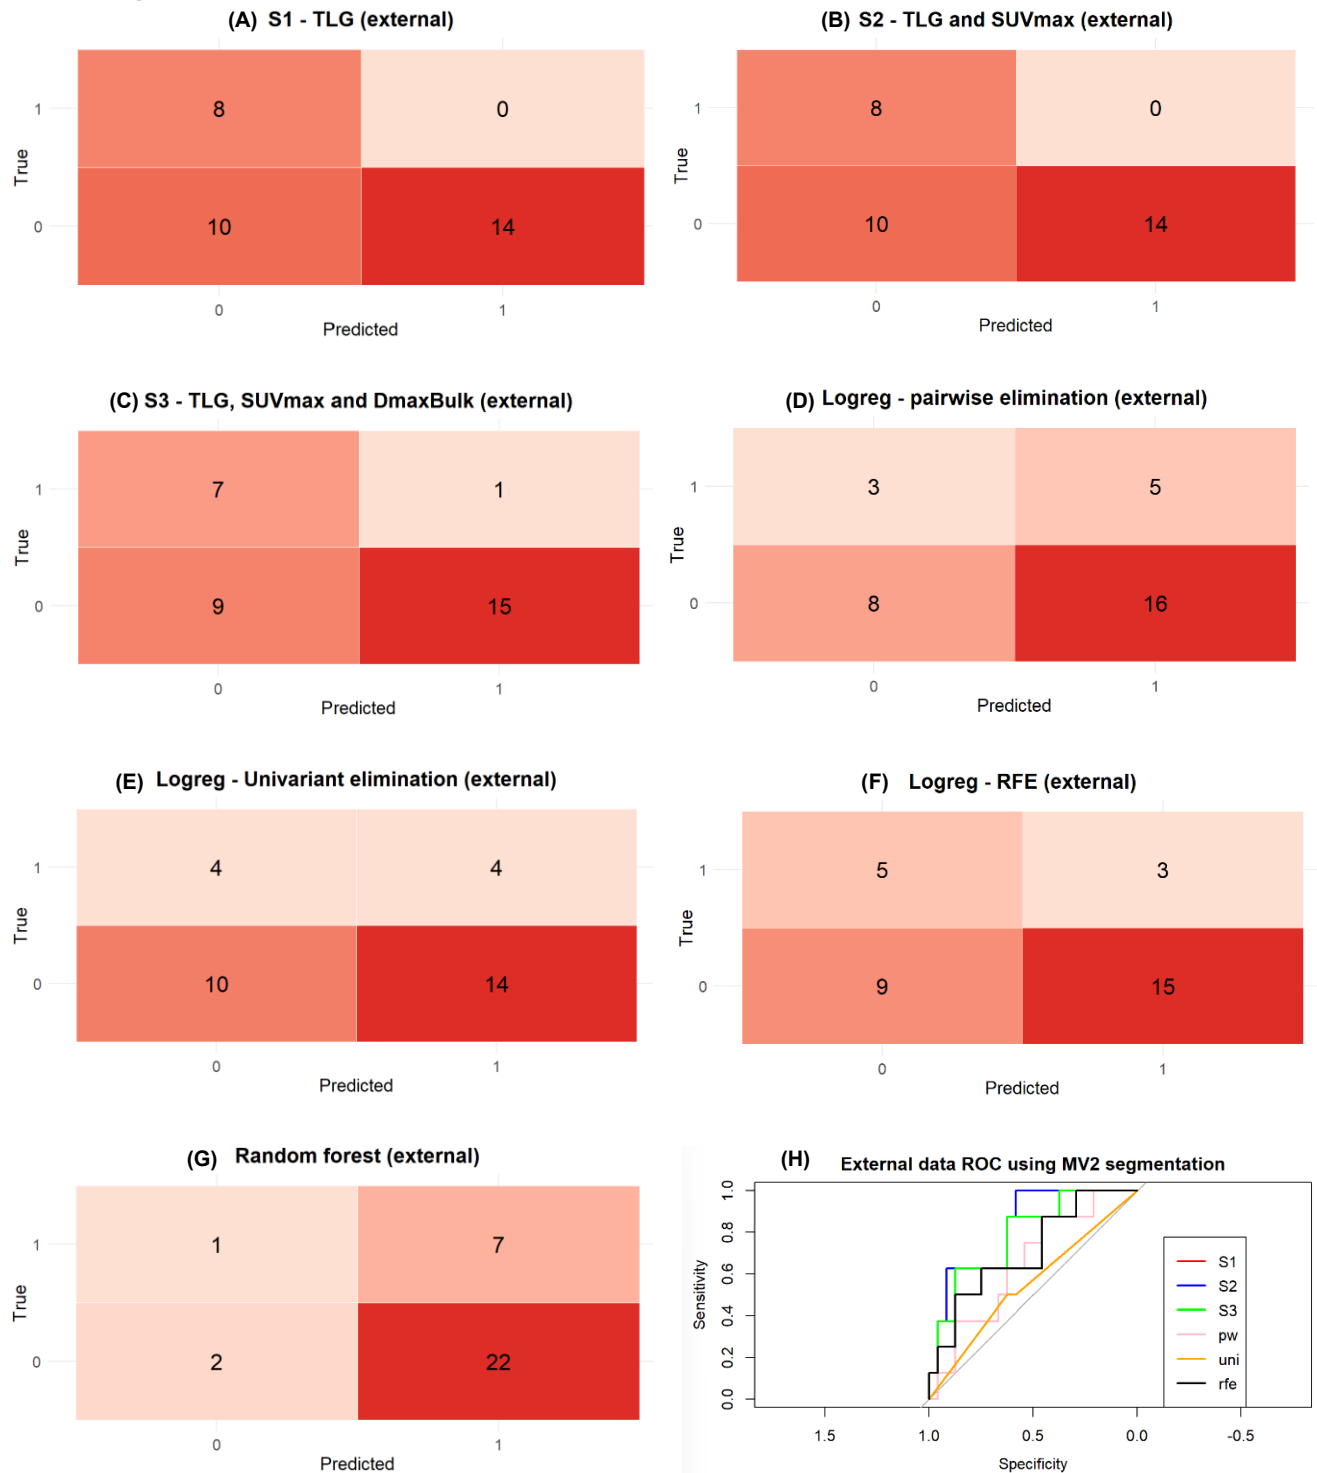 (A) S1 - TLG (external)
True
1
8
0
0
10
14
0
1
Predicted
(B) S2 - TLG and SUVmax (external)
True
1
8
0
0
10
14
0
1
Predicted
(C) S3 - TLG, SUVmax and DmaxBulk (external)
True
1
7
1
0
9
15
0
1
Predicted
(D) Logreg - pairwise elimination (external)
True
1
3
5
0
8
16
0
1
Predicted
(E) Logreg - Univariant elimination (external)
True
1
4
4
0
10
14
0
1
Predicted
(F) Logreg - RFE (external)
True
1
5
3
0
9
15
0
1
Predicted
(G) Random forest (external)
True
1
1
7
0
2
22
0
1
Predicted
(H) External data ROC using MV2 segmentation
Sensitivity
1.0
0.8
0.6
0.4
0.2
0.0
S1
S2
S3
pw
uni
rfe
1.5
1.0
0.5
0.0
-0.5
Specificity